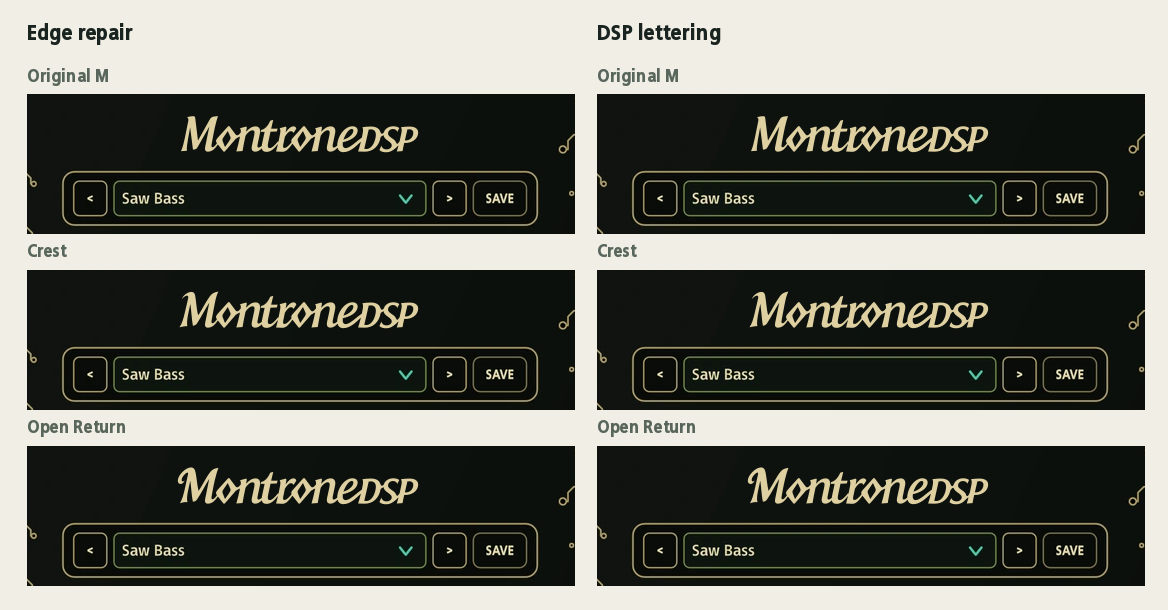 Edge repair
Original M
MontroneDSP
< Saw Bass > SAVE
Crest
MontroneDSP
< Saw Bass > SAVE
Open Return
MontroneDSP
< Saw Bass > SAVE
DSP lettering
Original M
MontroneDSP
< Saw Bass > SAVE
Crest
MontroneDSP
< Saw Bass > SAVE
Open Return
MontroneDSP
< Saw Bass > SAVE